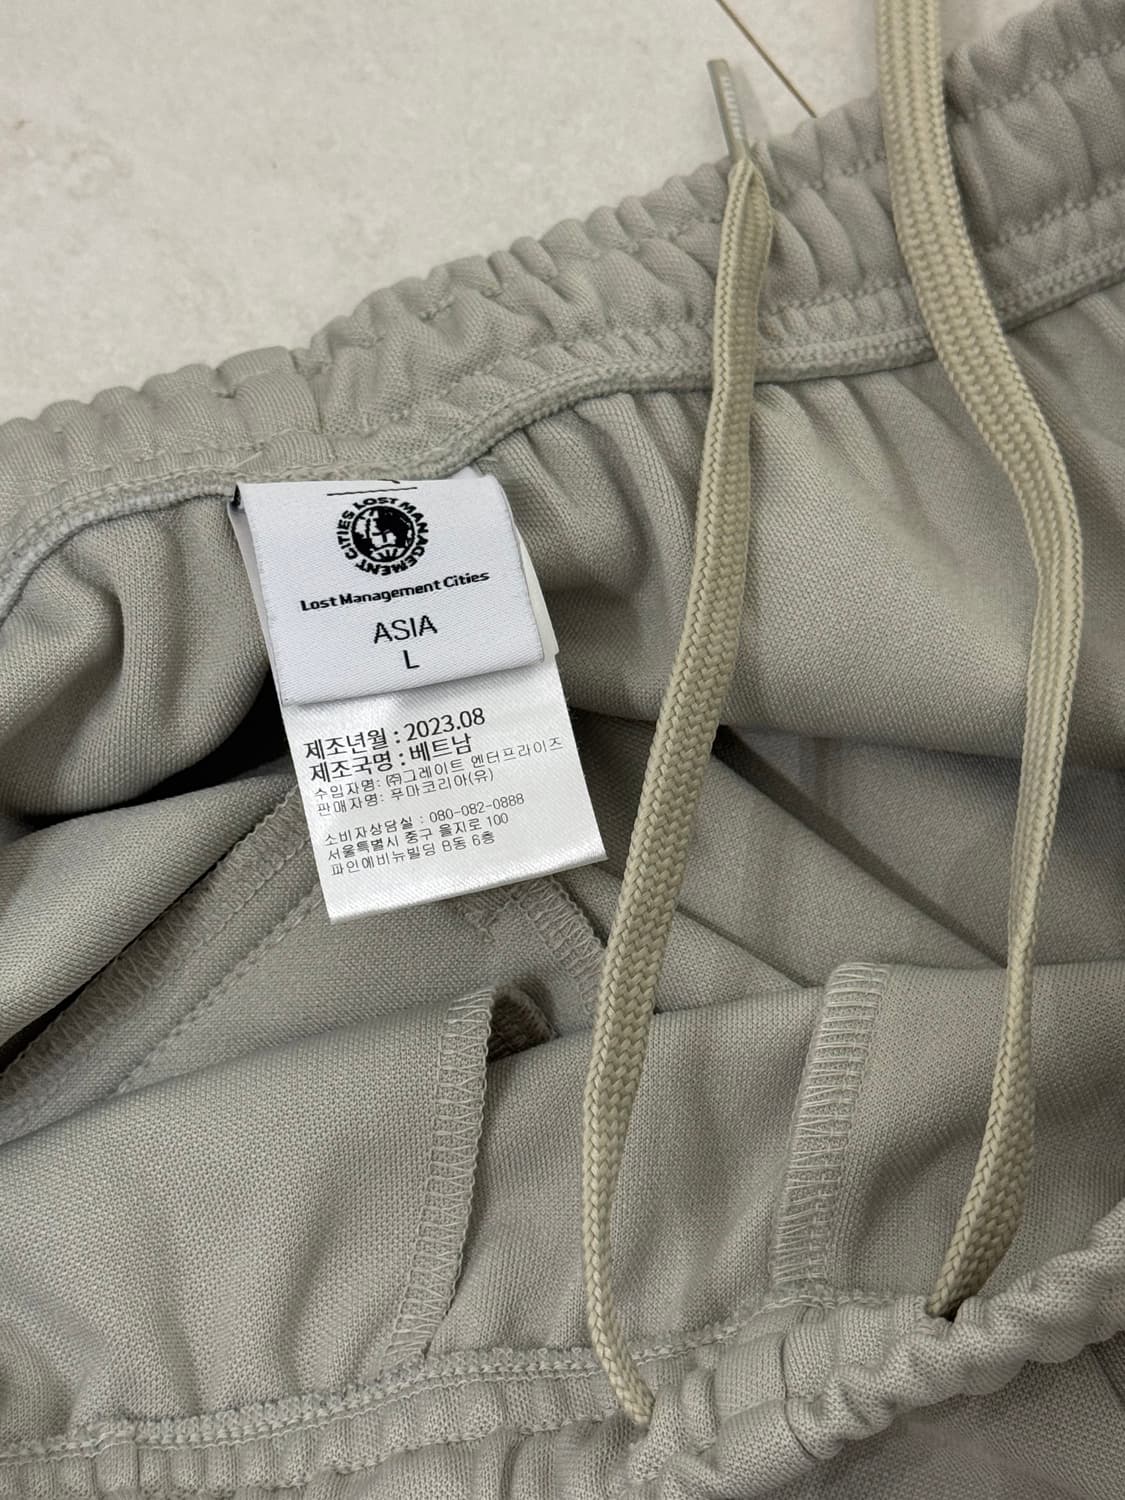 LOST MANAGEMENT CITIES
Lost Management Cities
ASIA
L
제조년월 : 2023.08
제조국명 : 베트남
수입자명: ㈜그레이트 엔터프라이즈
판매자명: 푸마코리아(유)
소비자상담실 : 080-082-0888
서울특별시 중구 을지로 100
파인에비뉴빌딩 B동 6층